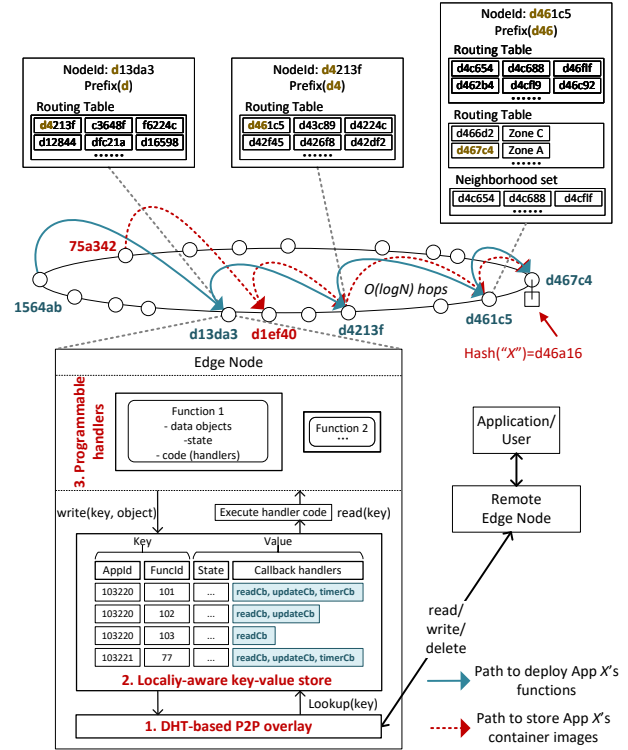 NodeId: d461c5
Prefix(d46)
Routing Table
d4c654 d4c688 d46flf
d462b4 d4cfl9 d46c92
......
Routing Table
d466d2 Zone C
d467c4 Zone A
......
Neighborhood set
d4c654 d4c688 d4cflf
......
NodeId: d13da3
Prefix(d)
Routing Table
d4213f c3648f f6224c
d12844 dfc21a d16598
......
NodeId: d4213f
Prefix(d4)
Routing Table
d461c5 d43c89 d4224c
d42f45 d426f8 d42df2
......
75a342
1564ab
d13da3
d1ef40
d4213f
O(logN) hops
d461c5
d467c4
Hash(“X”)=d46a16
Edge Node
3. Programmable
handlers
Function 1
- data objects
-state
- code (handlers)
Function 2
...
write(key, object)
Execute handler code
read(key)
Key Value
AppId FuncId State Callback handlers
103220 101 ... readCb, updateCb, timerCb
103220 102 ... readCb, updateCb
103220 103 ... readCb
103221 77 ... readCb, updateCb, timerCb
2. Localiy-aware key-value store
Lookup(key)
1. DHT-based P2P overlay
Application/
User
Remote
Edge Node
read/
write/
delete
Path to deploy App X’s
functions
Path to store App X’s
container images